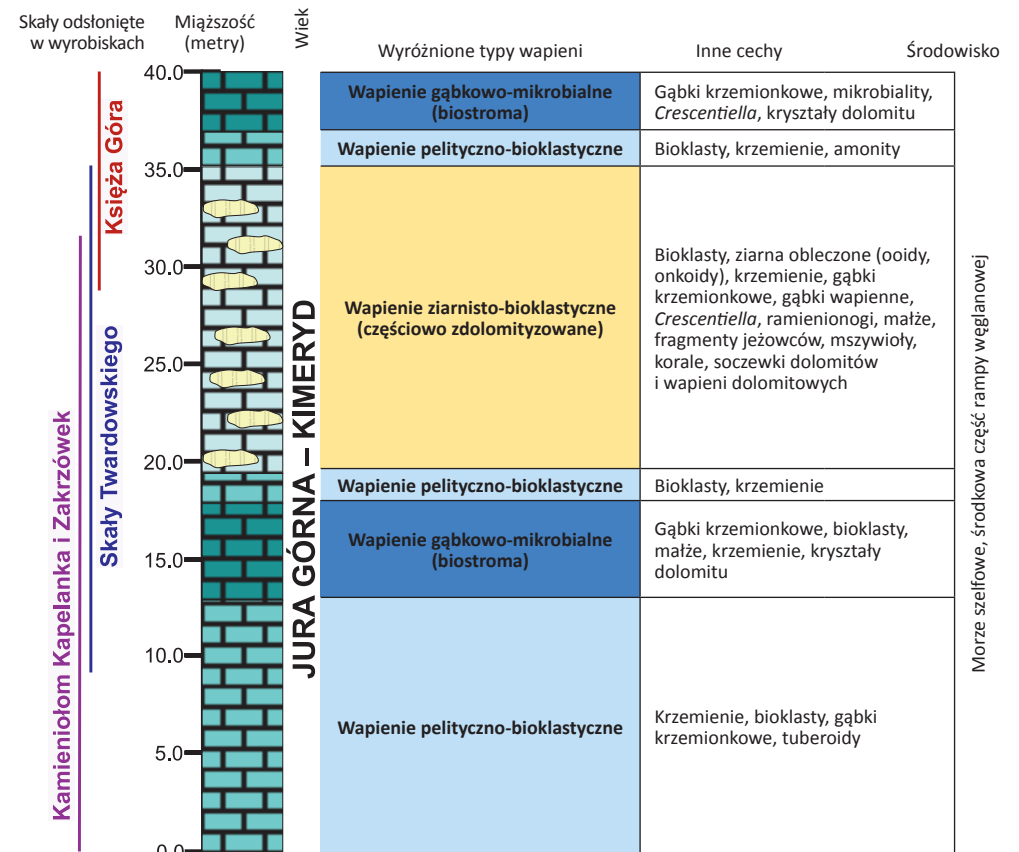 Skały odsłonięte
w wyrobiskach
Miąższość
(metry)
Wiek
Wyróżnione typy wapieni
Inne cechy
Środowisko
40.0
35.0
30.0
25.0
20.0
15.0
10.0
5.0
0.0
Księża Góra
Skały Twardowskiego
Kamieniołom Kapelanka i Zakrzówek
JURA GÓRNA – KIMERYD
Wapienie gąbkowo-mikrobialne
(biostroma)
Gąbki krzemionkowe, mikrobiality,
Crescentiella, kryształy dolomitu
Wapienie pelityczno-bioklastyczne
Bioklasty, krzemienie, amonity
Wapienie ziarnisto-bioklastyczne
(częściowo zdolomityzowane)
Bioklasty, ziarna obleczone (ooidy,
onkoidy), krzemienie, gąbki
krzemionkowe, gąbki wapienne,
Crescentiella, ramienionogi, małże,
fragmenty jeżowców, mszywioły,
korale, soczewki dolomitów
i wapieni dolomitowych
Wapienie pelityczno-bioklastyczne
Bioklasty, krzemienie
Wapienie gąbkowo-mikrobialne
(biostroma)
Gąbki krzemionkowe, bioklasty,
małże, krzemienie, kryształy
dolomitu
Wapienie pelityczno-bioklastyczne
Krzemienie, bioklasty, gąbki
krzemionkowe, tuberoidy
Morze szelfowe, środkowa część rampy węglanowej